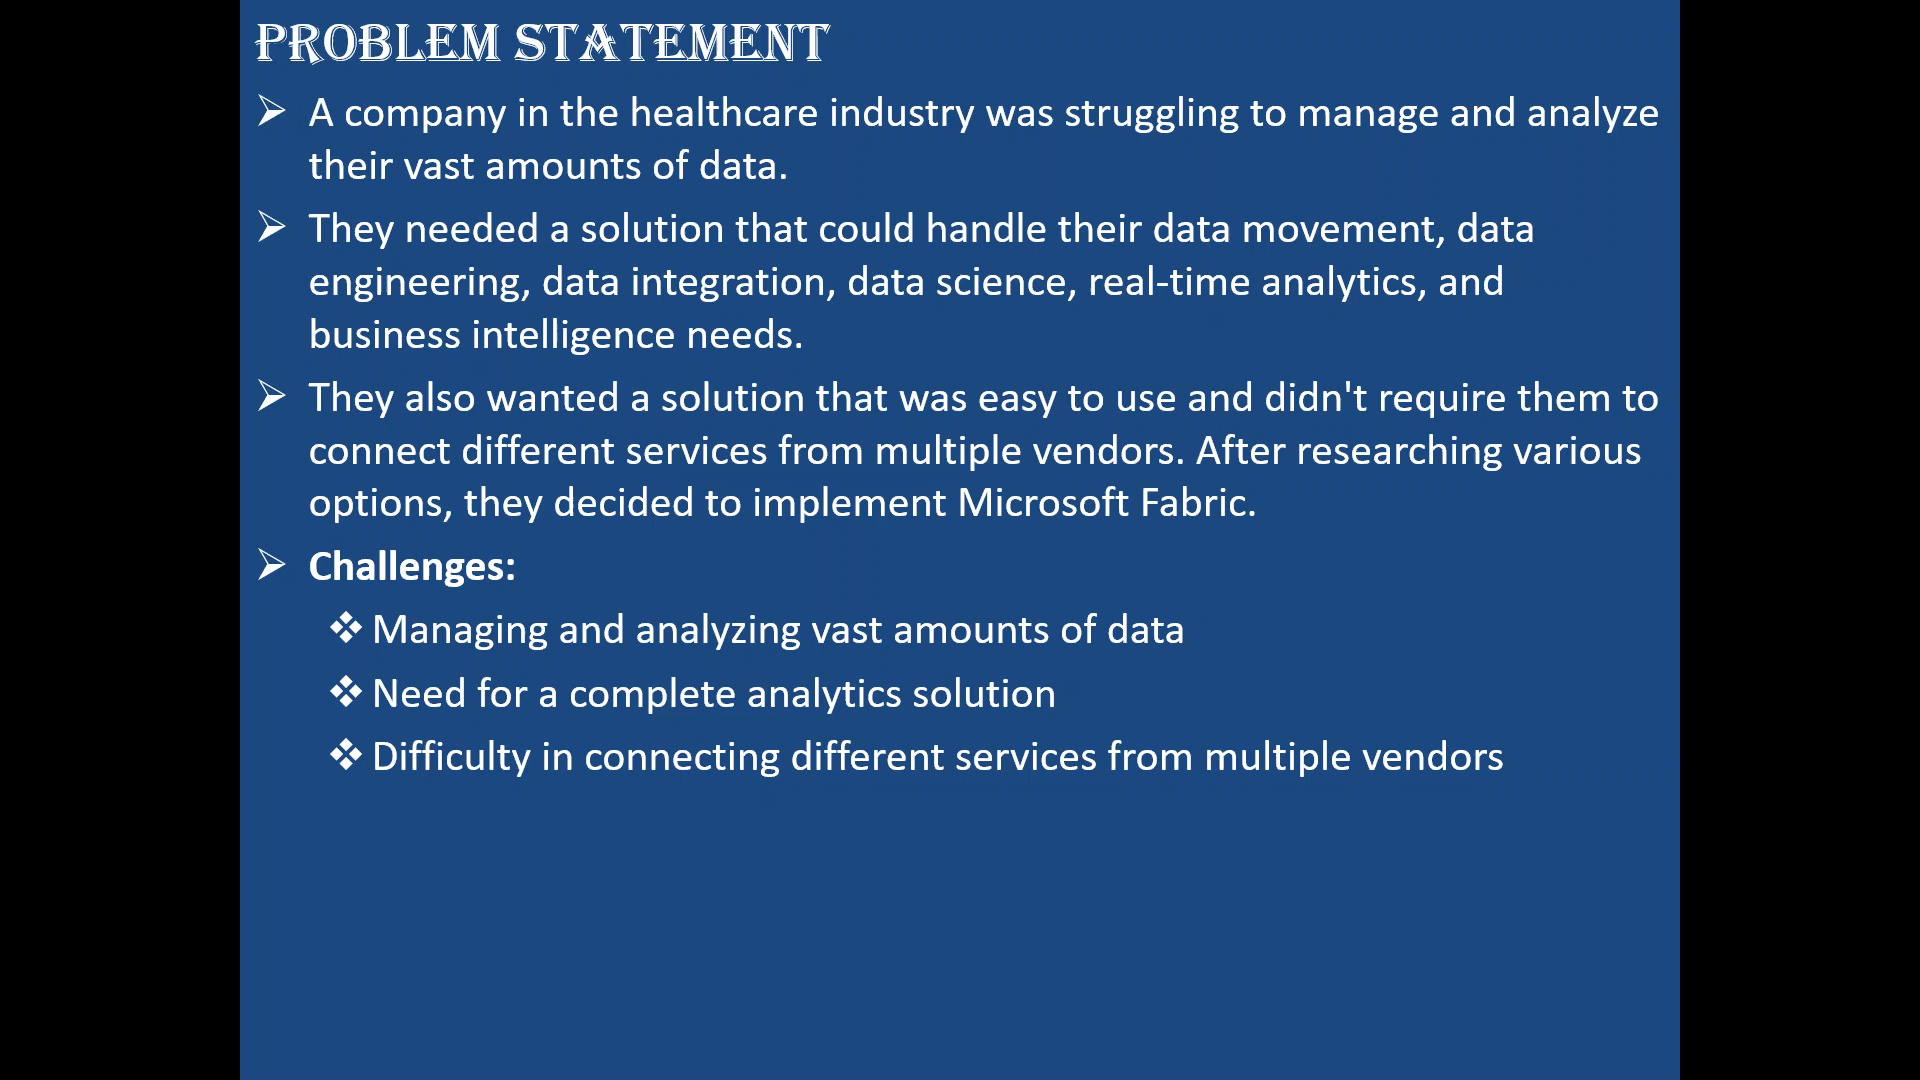 PROBLEM STATEMENT
➢ A company in the healthcare industry was struggling to manage and analyze
their vast amounts of data.
➢ They needed a solution that could handle their data movement, data
engineering, data integration, data science, real-time analytics, and
business intelligence needs.
➢ They also wanted a solution that was easy to use and didn't require them to
connect different services from multiple vendors. After researching various
options, they decided to implement Microsoft Fabric.
➢ Challenges:
❖ Managing and analyzing vast amounts of data
❖ Need for a complete analytics solution
❖ Difficulty in connecting different services from multiple vendors